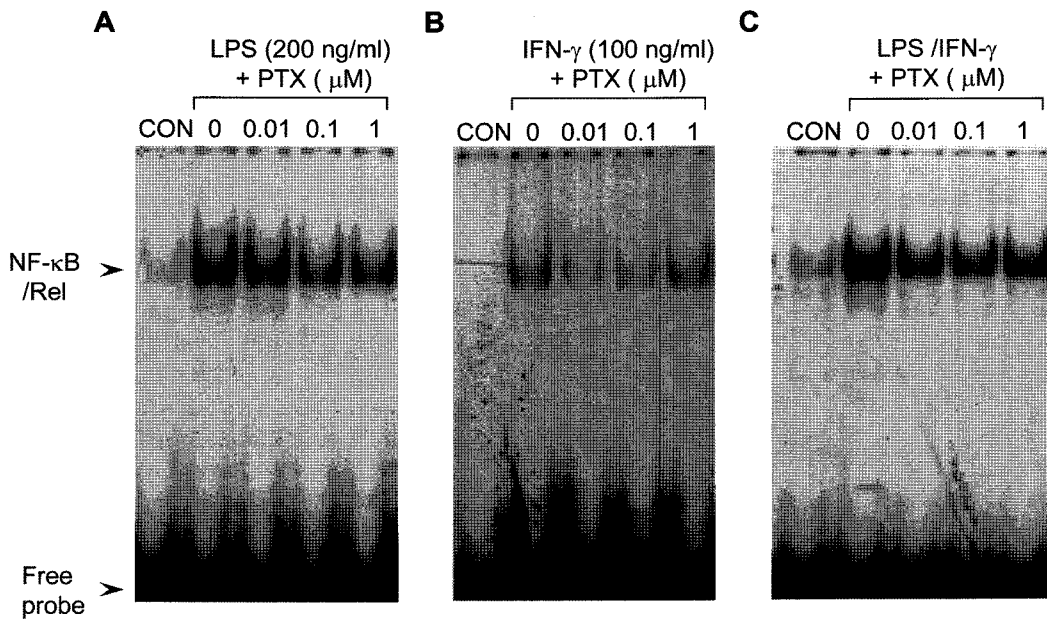 A
LPS (200 ng/ml)
+ PTX ( μM)
CON 0 0.01 0.1 1
B
IFN-γ (100 ng/ml)
+ PTX ( μM)
CON 0 0.01 0.1 1
C
LPS /IFN-γ
+ PTX ( μM)
CON 0 0.01 0.1 1
NF-κB
/Rel
Free
probe